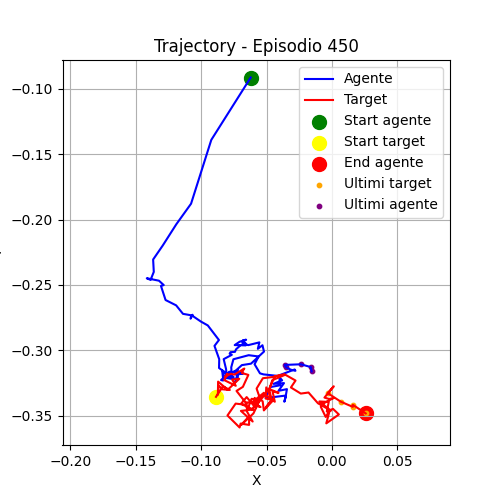 Trajectory - Episodio 450
Agente
Target
Start agente
Start target
End agente
Ultimi target
Ultimi agente
−0.10
−0.15
−0.20
−0.25
−0.30
−0.35
−0.20
−0.15
−0.10
−0.05
0.00
0.05
X